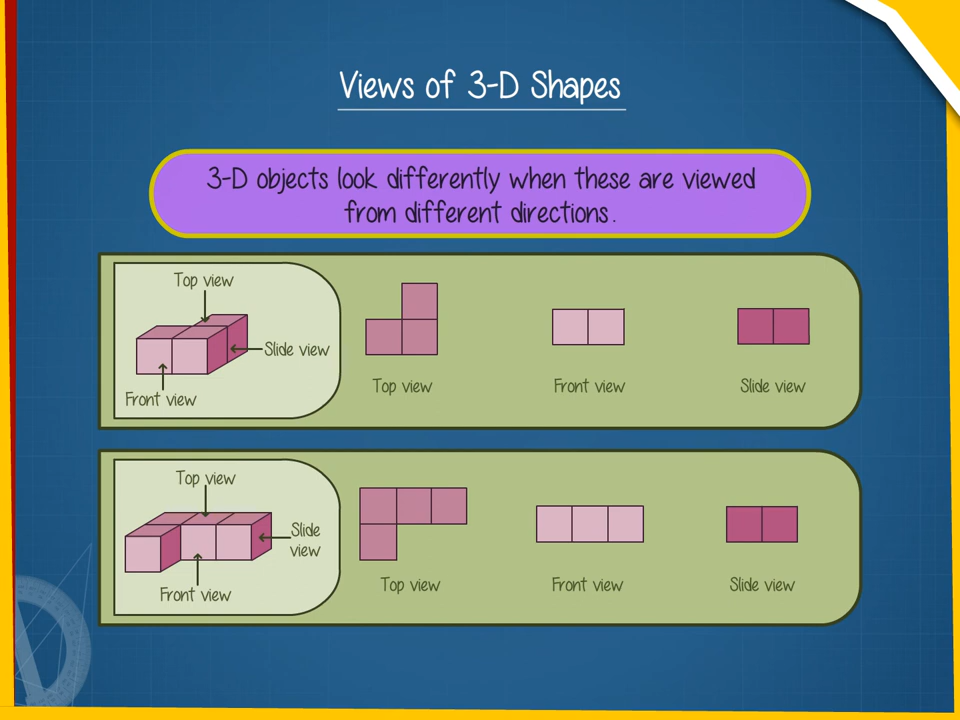 Views of 3-D Shapes
3-D objects look differently when these are viewed
from different directions.
Top view
Slide view
Front view
Top view
Front view
Slide view
Top view
Slide
view
Front view
Top view
Front view
Slide view